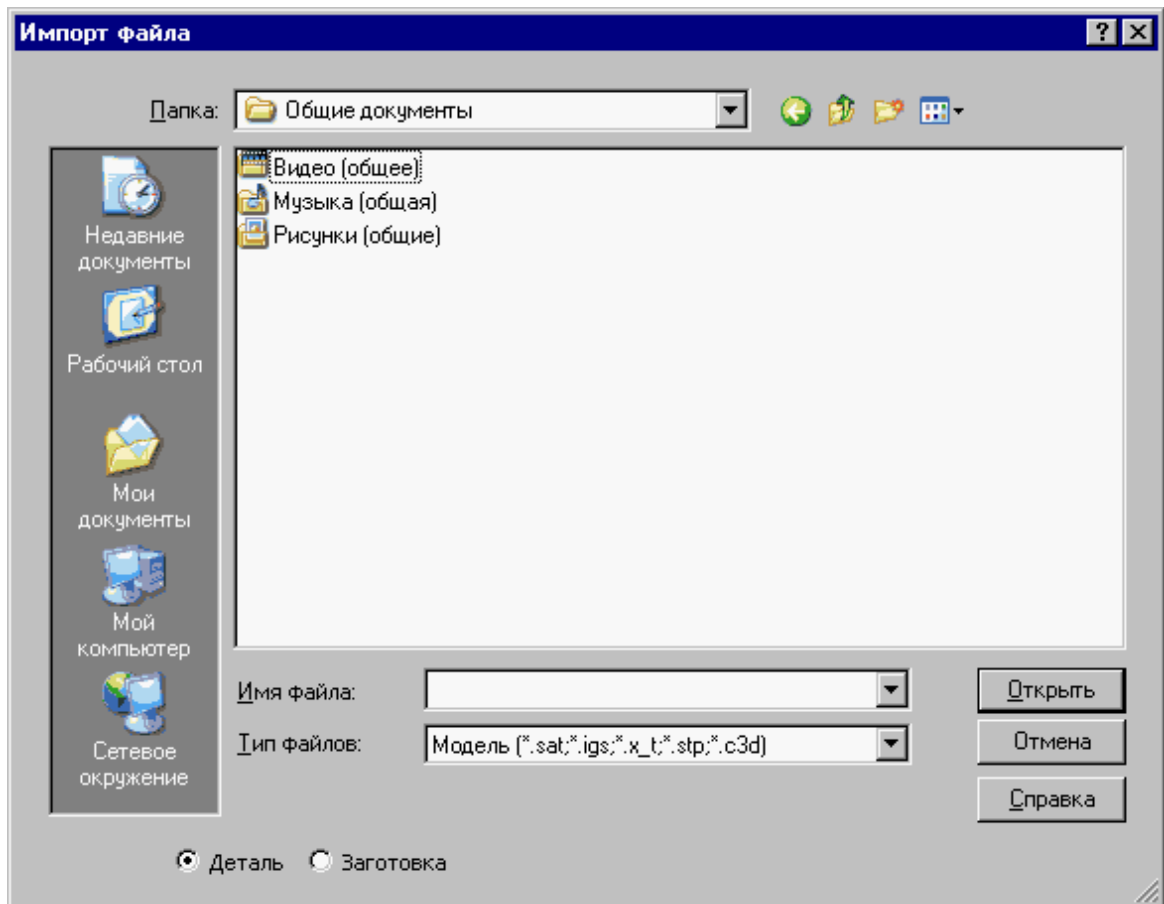 Импорт файла
Папка:
Общие документы
Недавние
документы
Рабочий стол
Мои
документы
Мой
компьютер
Сетевое
окружение
Видео (общее)
Музыка (общая)
Рисунки (общие)
Имя файла:
Открыть
Тип файлов:
Модель (*.sat;*.igs;*.x_t;*.stp;*.c3d)
Отмена
Справка
Деталь
Заготовка